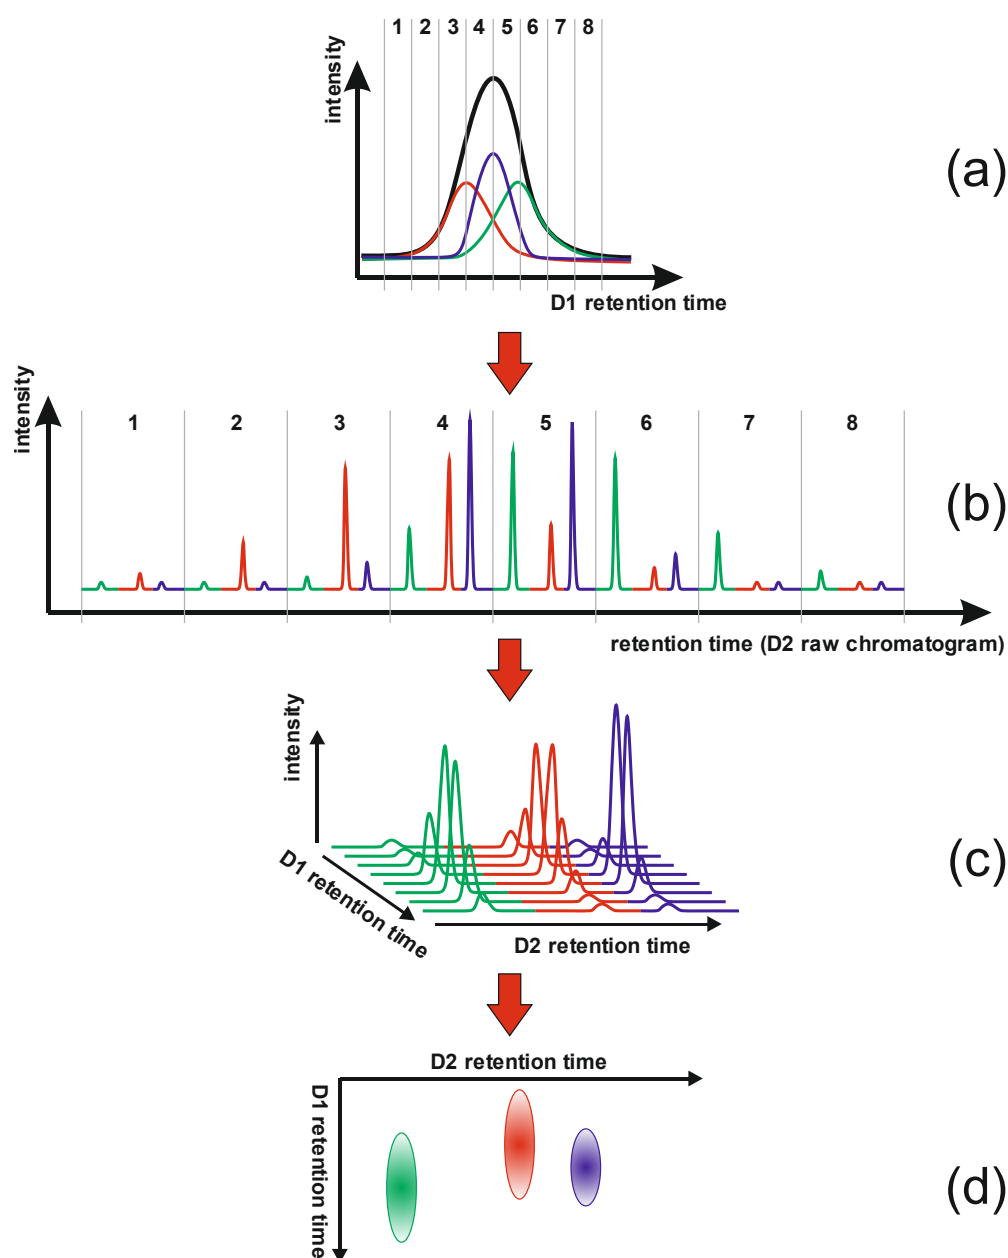 1 2 3 4 5 6 7 8
intensity
(a)
D1 retention time
intensity
1 2 3 4 5 6 7 8
(b)
retention time (D2 raw chromatogram)
intensity
(c)
D1 retention time
D2 retention time
D2 retention time
D1 retention time
(d)